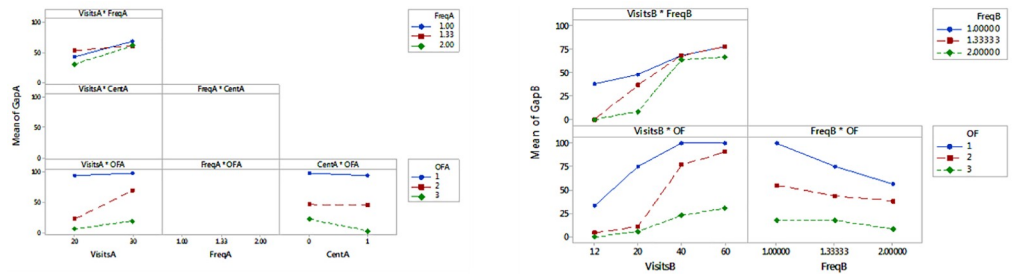 VisitsA * FreqA
100
50
0
FreqA
1.00
1.33
2.00
VisitsA * CentA
FreqA * CentA
100
50
0
Mean of GapA
VisitsA * OFA
FreqA * OFA
CentA * OFA
100
50
0
OFA
1
2
3
20
30
1.00
1.33
2.00
0
1
VisitsA
FreqA
CentA
VisitsB * FreqB
100
75
50
25
0
FreqB
1.00000
1.33333
2.00000
Mean of GapB
VisitsB * OF
FreqB * OF
100
75
50
25
0
OF
1
2
3
12
20
40
60
1.00000
1.33333
2.00000
VisitsB
FreqB